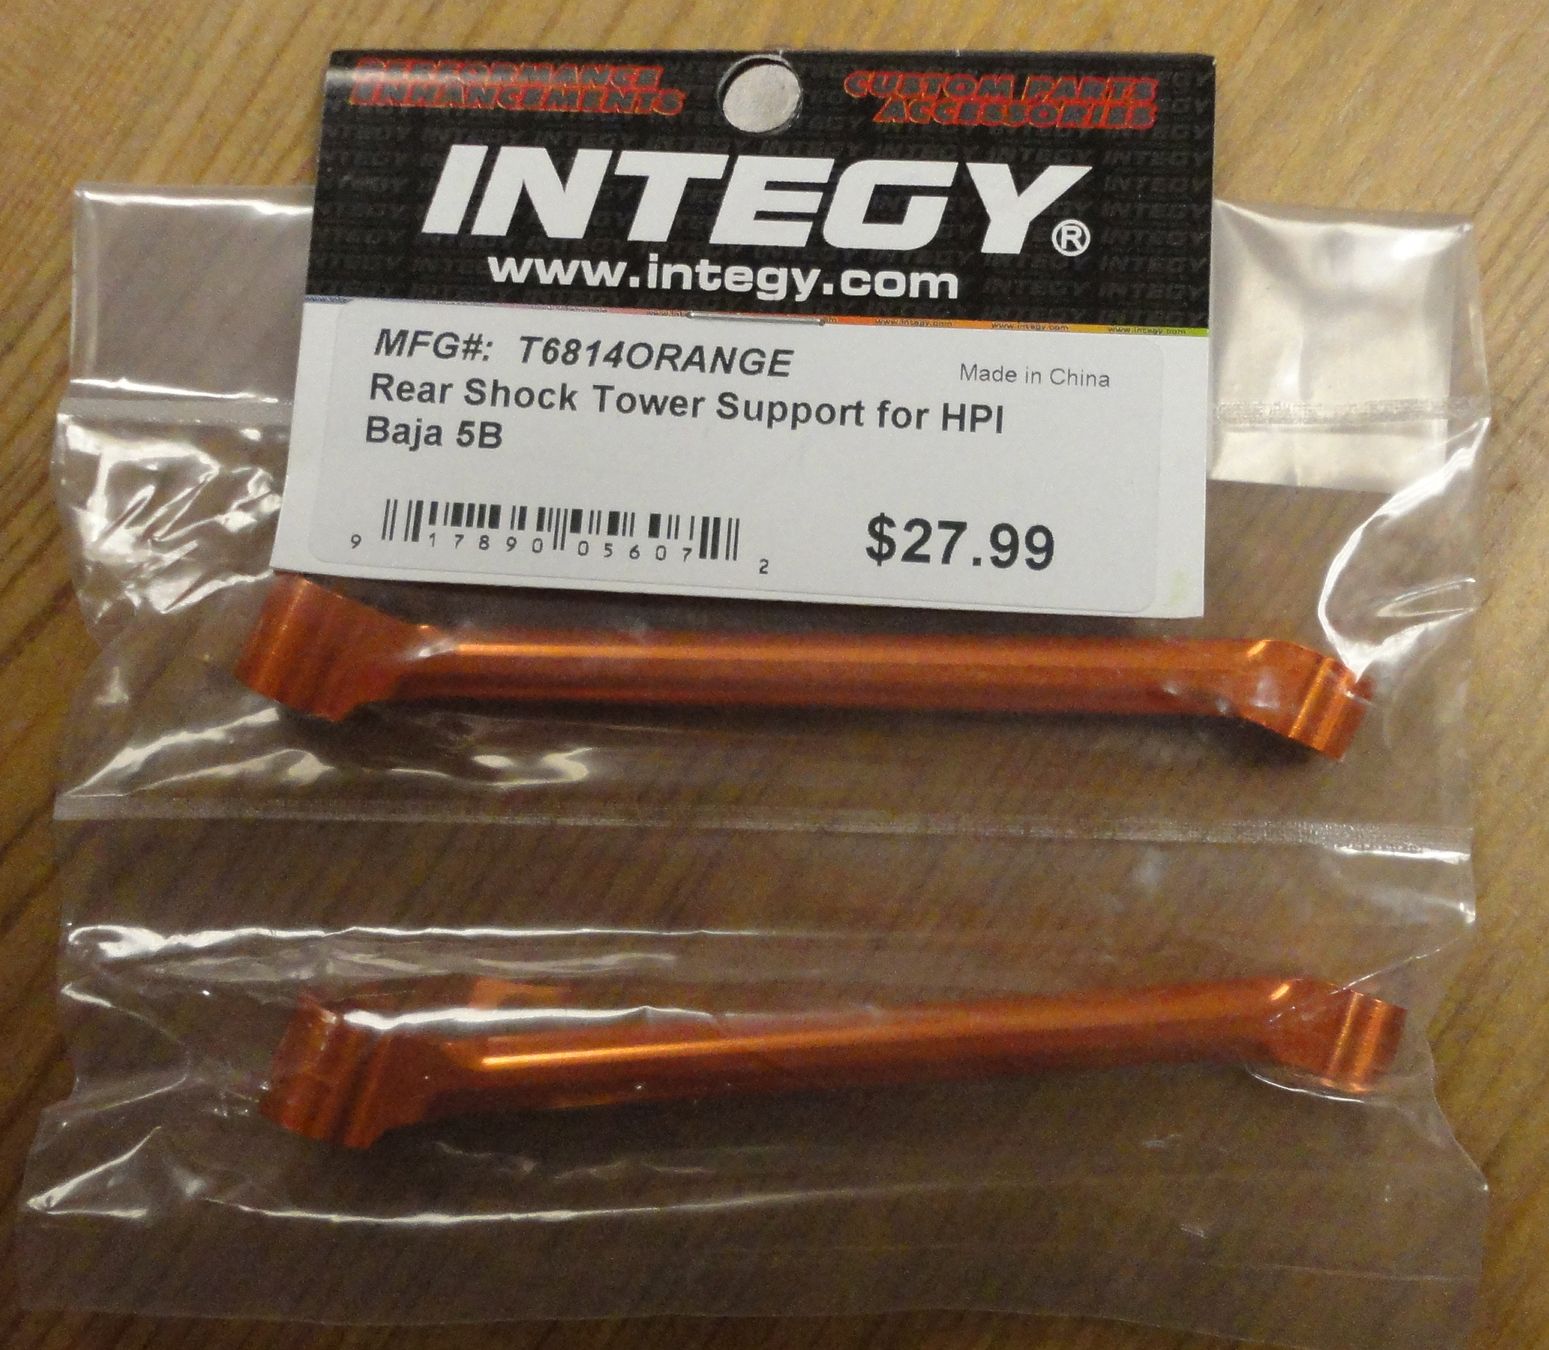 PERFORMANCE
ENHANCEMENTS
CUSTOM PARTS
ACCESSORIES
INTEGY®
www.integy.com
MFG#: T6814ORANGE
Made in China
Rear Shock Tower Support for HPI
Baja 5B
$27.99
9 17890 05607 2